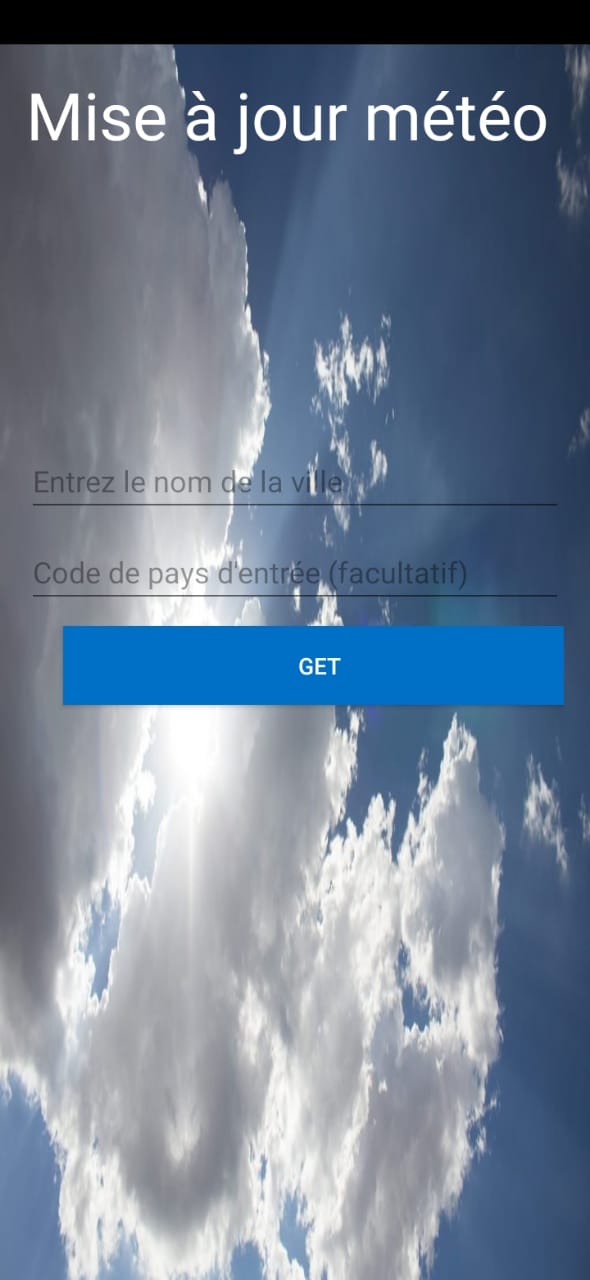 Mise à jour météo
Entrez le nom de la ville
Code de pays d'entrée (facultatif)
GET